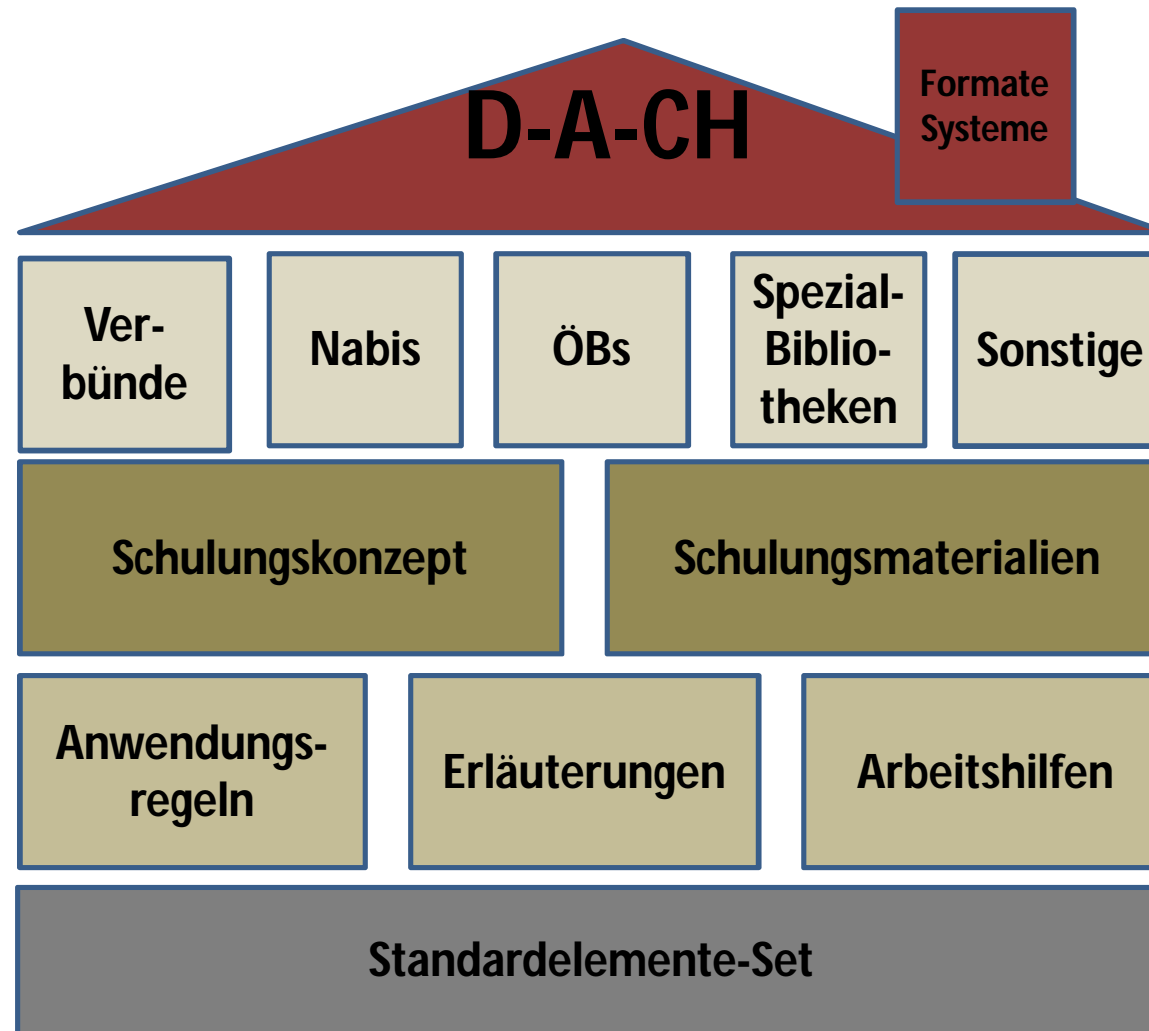 D-A-CH
Formate
Systeme
Ver-
bünde
Nabis
ÖBs
Spezial-
Biblio-
theken
Sonstige
Schulungskonzept
Schulungsmaterialien
Anwendungs-
regeln
Erläuterungen
Arbeitshilfen
Standardelemente-Set